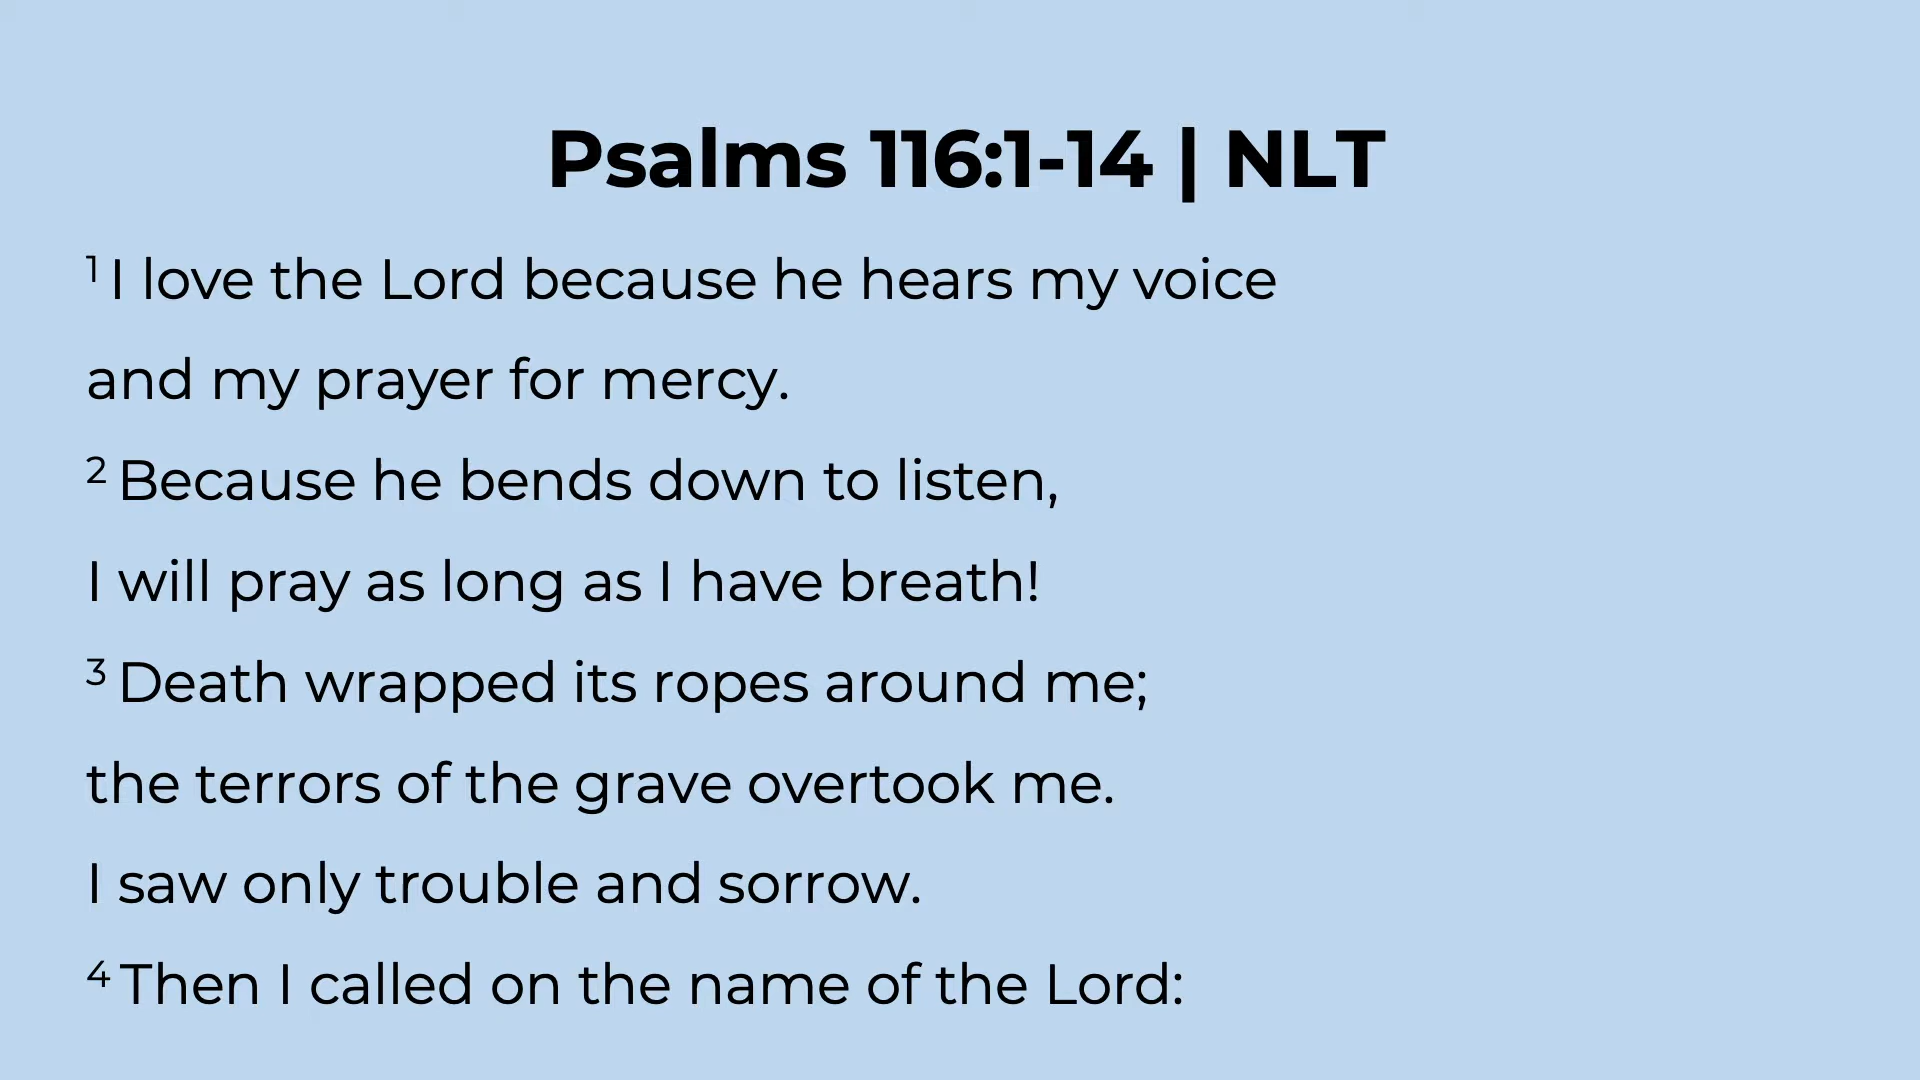 Psalms 116:1-14 | NLT
1 I love the Lord because he hears my voice
and my prayer for mercy.
2 Because he bends down to listen,
I will pray as long as I have breath!
3 Death wrapped its ropes around me;
the terrors of the grave overtook me.
I saw only trouble and sorrow.
4 Then I called on the name of the Lord: